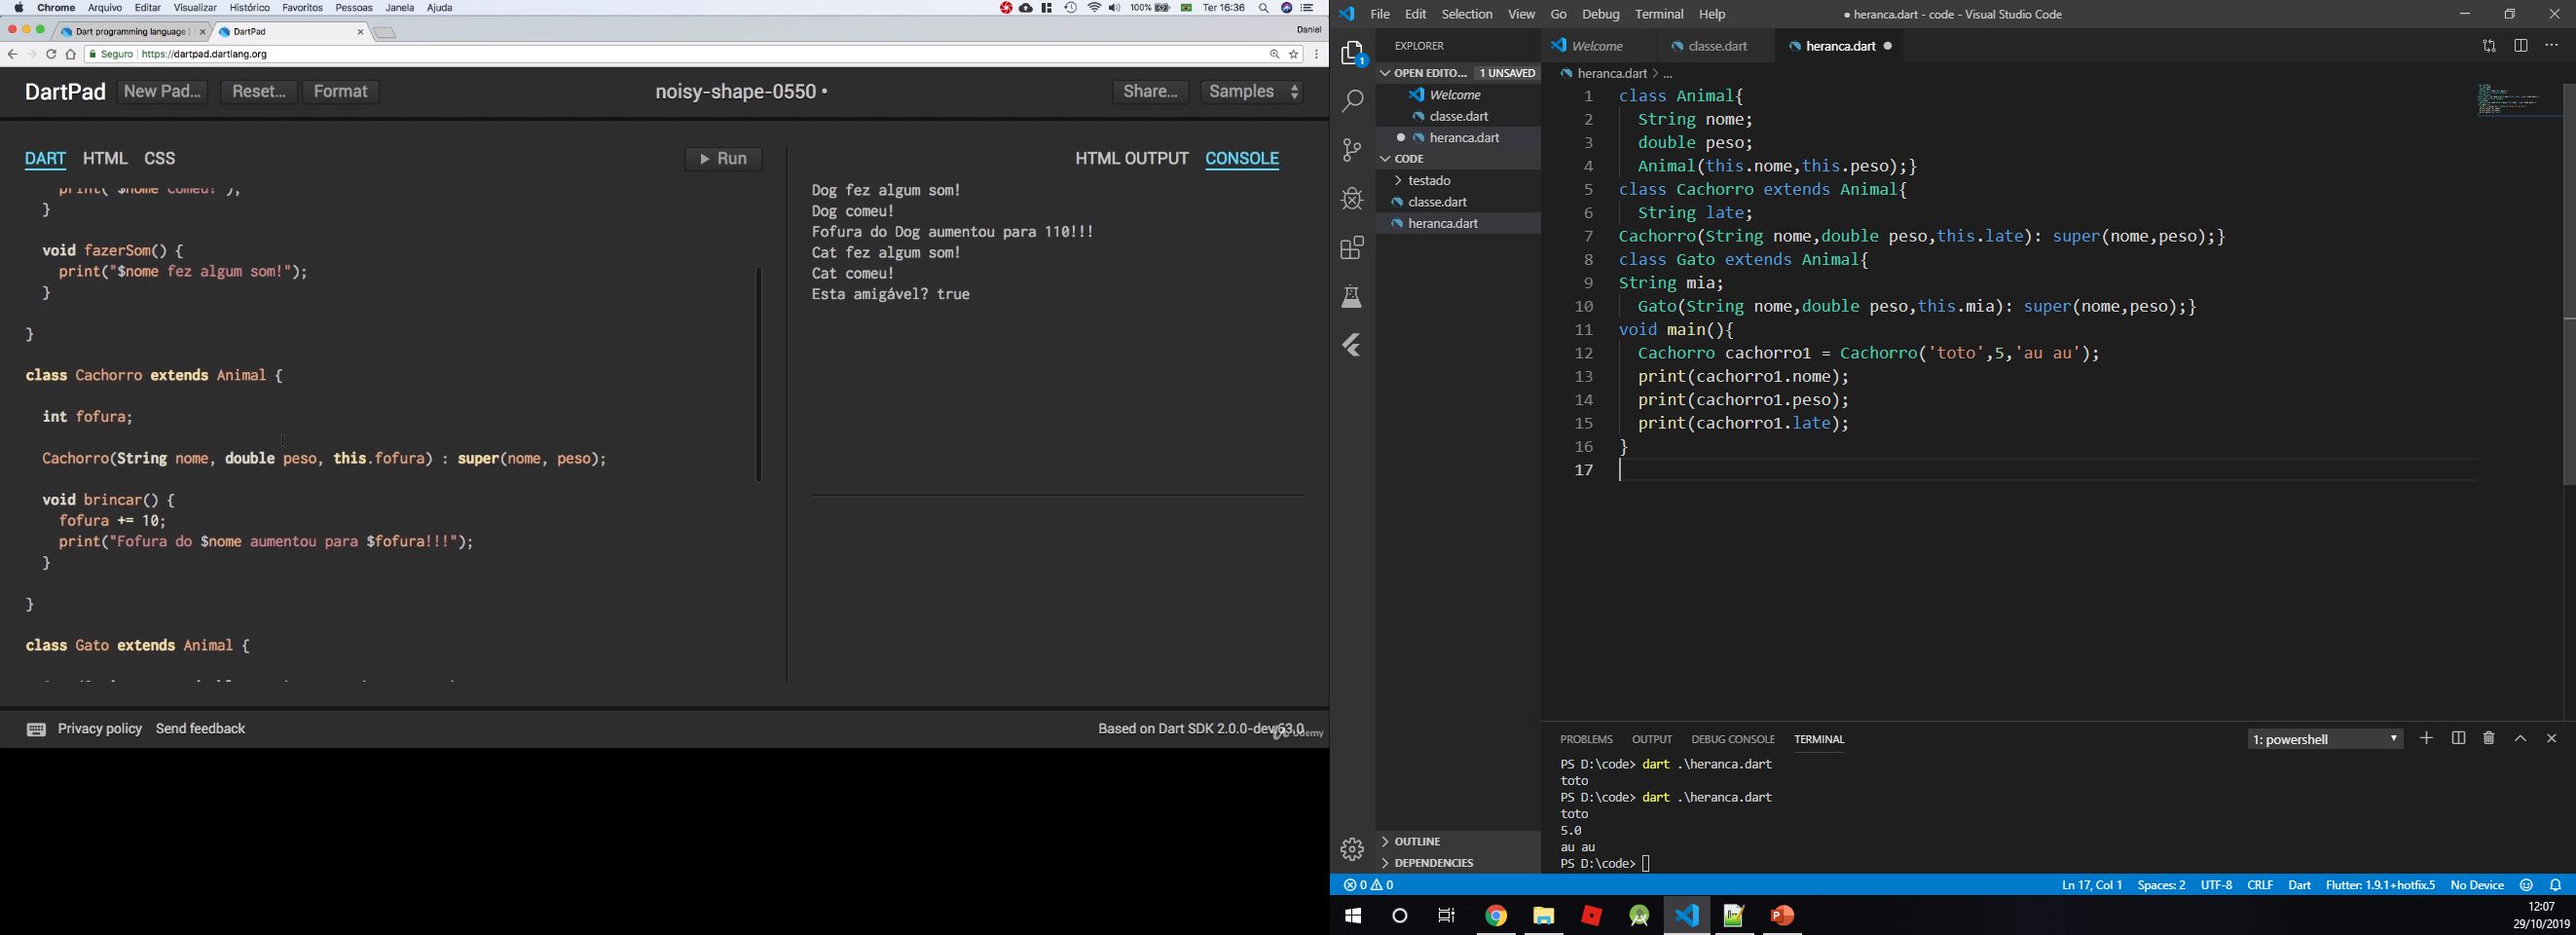 Chrome Arquivo Editar Visualizar Histórico Favoritos Pessoas Janela Ajuda 100% Ter 16:36
Dart programming language × DartPad × Daniel
Seguro https://dartpad.dartlang.org
DartPad New Pad... Reset... Format noisy-shape-0550 • Share... Samples
DART HTML CSS Run
print("$nome comeu!");
}
void fazerSom() {
print("$nome fez algum som!");
}
}
class Cachorro extends Animal {
int fofura;
Cachorro(String nome, double peso, this.fofura) : super(nome, peso);
void brincar() {
fofura += 10;
print("Fofura do $nome aumentou para $fofura!!!");
}
}
class Gato extends Animal {
HTML OUTPUT CONSOLE
Dog fez algum som!
Dog comeu!
Fofura do Dog aumentou para 110!!!
Cat fez algum som!
Cat comeu!
Esta amigável? true
Privacy policy Send feedback Based on Dart SDK 2.0.0-dev.63.0
Udemy
File Edit Selection View Go Debug Terminal Help ● heranca.dart - code - Visual Studio Code
EXPLORER
OPEN EDITO... 1 UNSAVED
Welcome
classe.dart
heranca.dart
CODE
testado
classe.dart
heranca.dart
OUTLINE
DEPENDENCIES
1
Welcome classe.dart heranca.dart ●
heranca.dart > ...
1 class Animal{
2 String nome;
3 double peso;
4 Animal(this.nome,this.peso);}
5 class Cachorro extends Animal{
6 String late;
7 Cachorro(String nome,double peso,this.late): super(nome,peso);}
8 class Gato extends Animal{
9 String mia;
10 Gato(String nome,double peso,this.mia): super(nome,peso);}
11 void main(){
12 Cachorro cachorro1 = Cachorro('toto',5,'au au');
13 print(cachorro1.nome);
14 print(cachorro1.peso);
15 print(cachorro1.late);
16 }
17
PROBLEMS OUTPUT DEBUG CONSOLE TERMINAL 1: powershell
PS D:\code> dart .\heranca.dart
toto
PS D:\code> dart .\heranca.dart
toto
5.0
au au
PS D:\code>
0 0 Ln 17, Col 1 Spaces: 2 UTF-8 CRLF Dart Flutter: 1.9.1+hotfix.5 No Device
12:07
29/10/2019